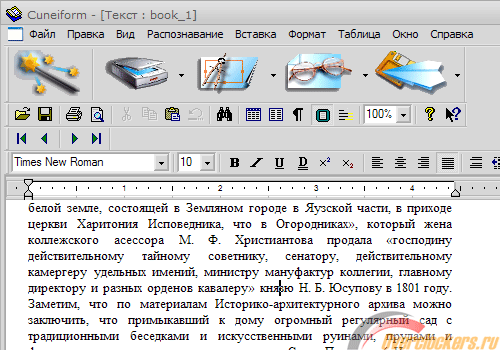 Cuneiform - [Текст : book_1]
Файл Правка Вид Распознавание Вставка Формат Таблица Окно Справка
100%
Times New Roman 10 B I U D x² x₂
1 2 3 4
белой земле, состоящей в Земляном городе в Яузской части, в приходе
церкви Харитония Исповедника, что в Огородниках», который жена
коллежского асессора М. Ф. Христиантова продала «господину
действительному тайному советнику, сенатору, действительному
камергеру удельных имений, министру мануфактур коллегии, главному
директору и разных орденов кавалеру» князю Н. Б. Юсупову в 1801 году.
Заметим, что по материалам Историко-архитектурного архива можно
заключить, что примыкавший к дому огромный регулярный сад с
традиционными беседками и искусственными руинами, прудами и
overclockers.ru